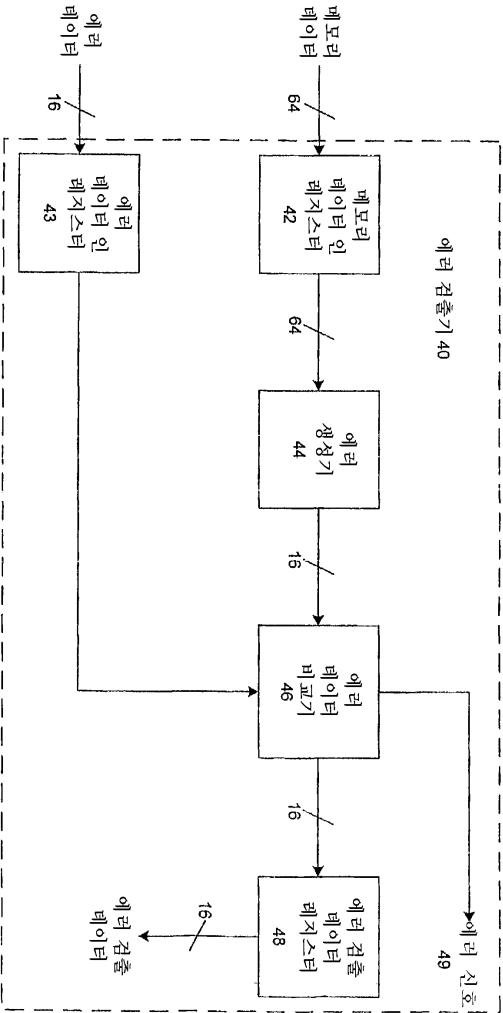 에러 검출기 40
메모리
데이터
64
메모리
데이터 인
레지스터
42
64
에러
생성기
44
16
에러
데이터
비교기
46
16
에러 검출
데이터
레지스터
48
에러 신호
49
에러
데이터
16
에러
데이터 인
레지스터
43
16
에러 검출
데이터